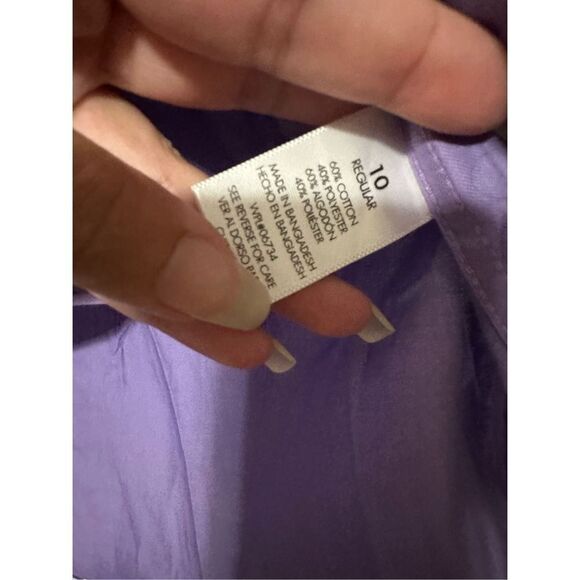 10
REGULAR
60% COTTON
40% POLYESTER
60% ALGODÓN
40% POLIÉSTER
MADE IN BANGLADESH
HECHO EN BANGLADESH
WPL#06734
SEE REVERSE FOR CARE
VER AL DORSO